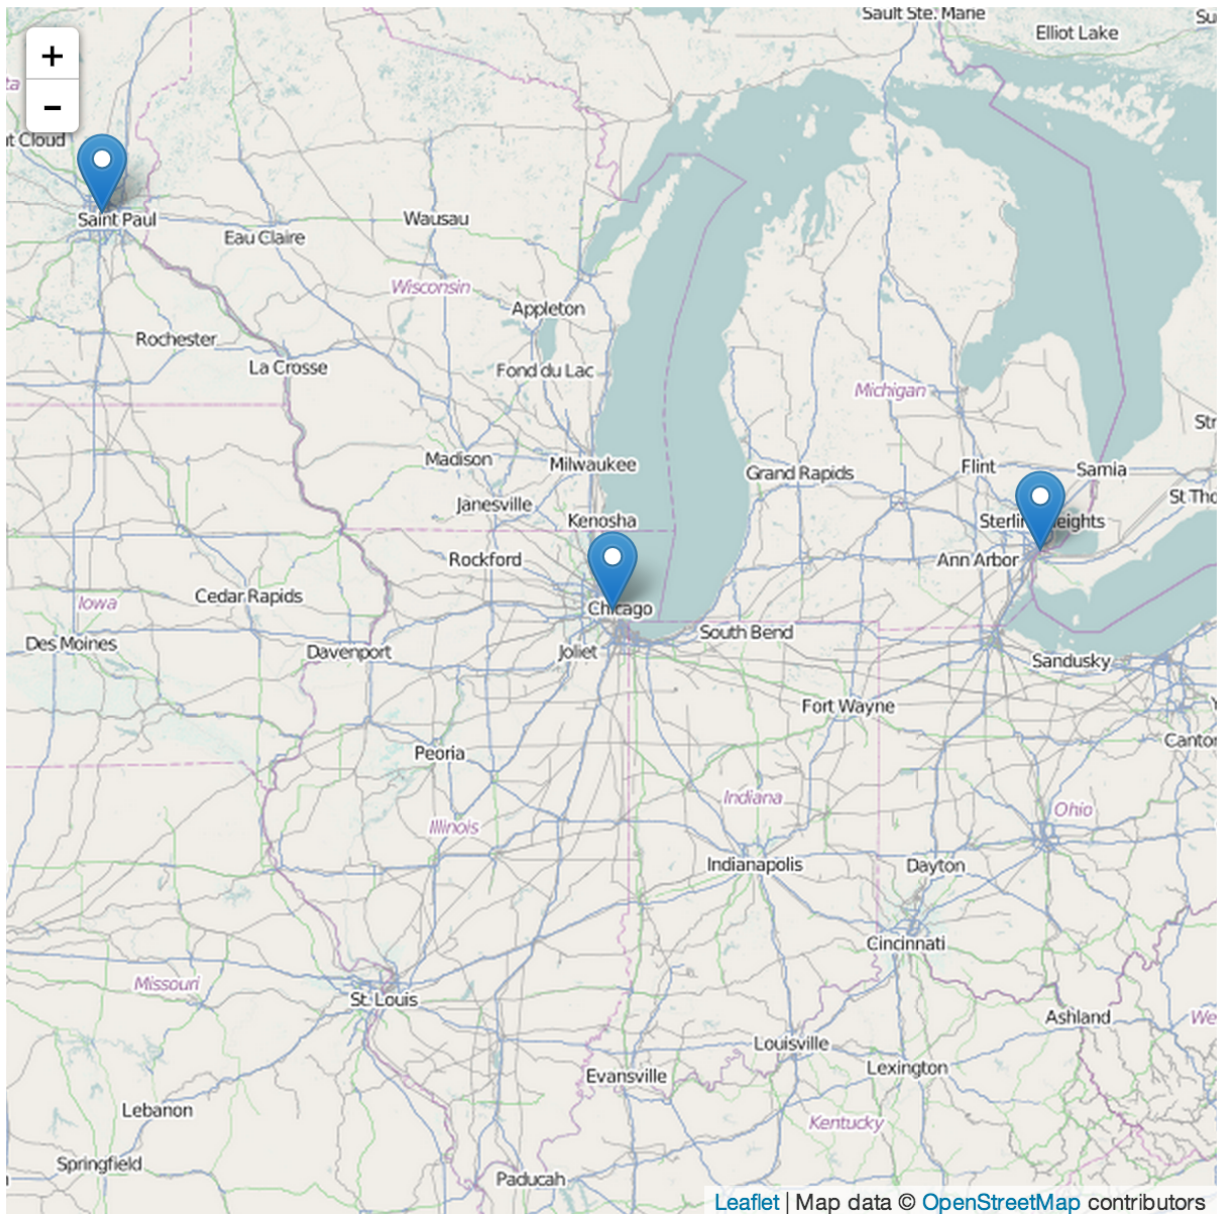 Sault Ste. Marie
Elliot Lake
+
-
Saint Paul
Eau Claire
Wausau
Wisconsin
Appleton
Rochester
La Crosse
Fond du Lac
Michigan
Madison
Milwaukee
Grand Rapids
Flint
Sarnia
Janesville
Kenosha
Rockford
Ann Arbor
Cedar Rapids
Iowa
Chicago
Des Moines
Davenport
Joliet
South Bend
Sandusky
Fort Wayne
Peoria
Indiana
Ohio
Illinois
Indianapolis
Dayton
Cincinnati
Missouri
St. Louis
Ashland
Louisville
Lexington
Evansville
Lebanon
Kentucky
Springfield
Paducah
Leaflet | Map data © OpenStreetMap contributors